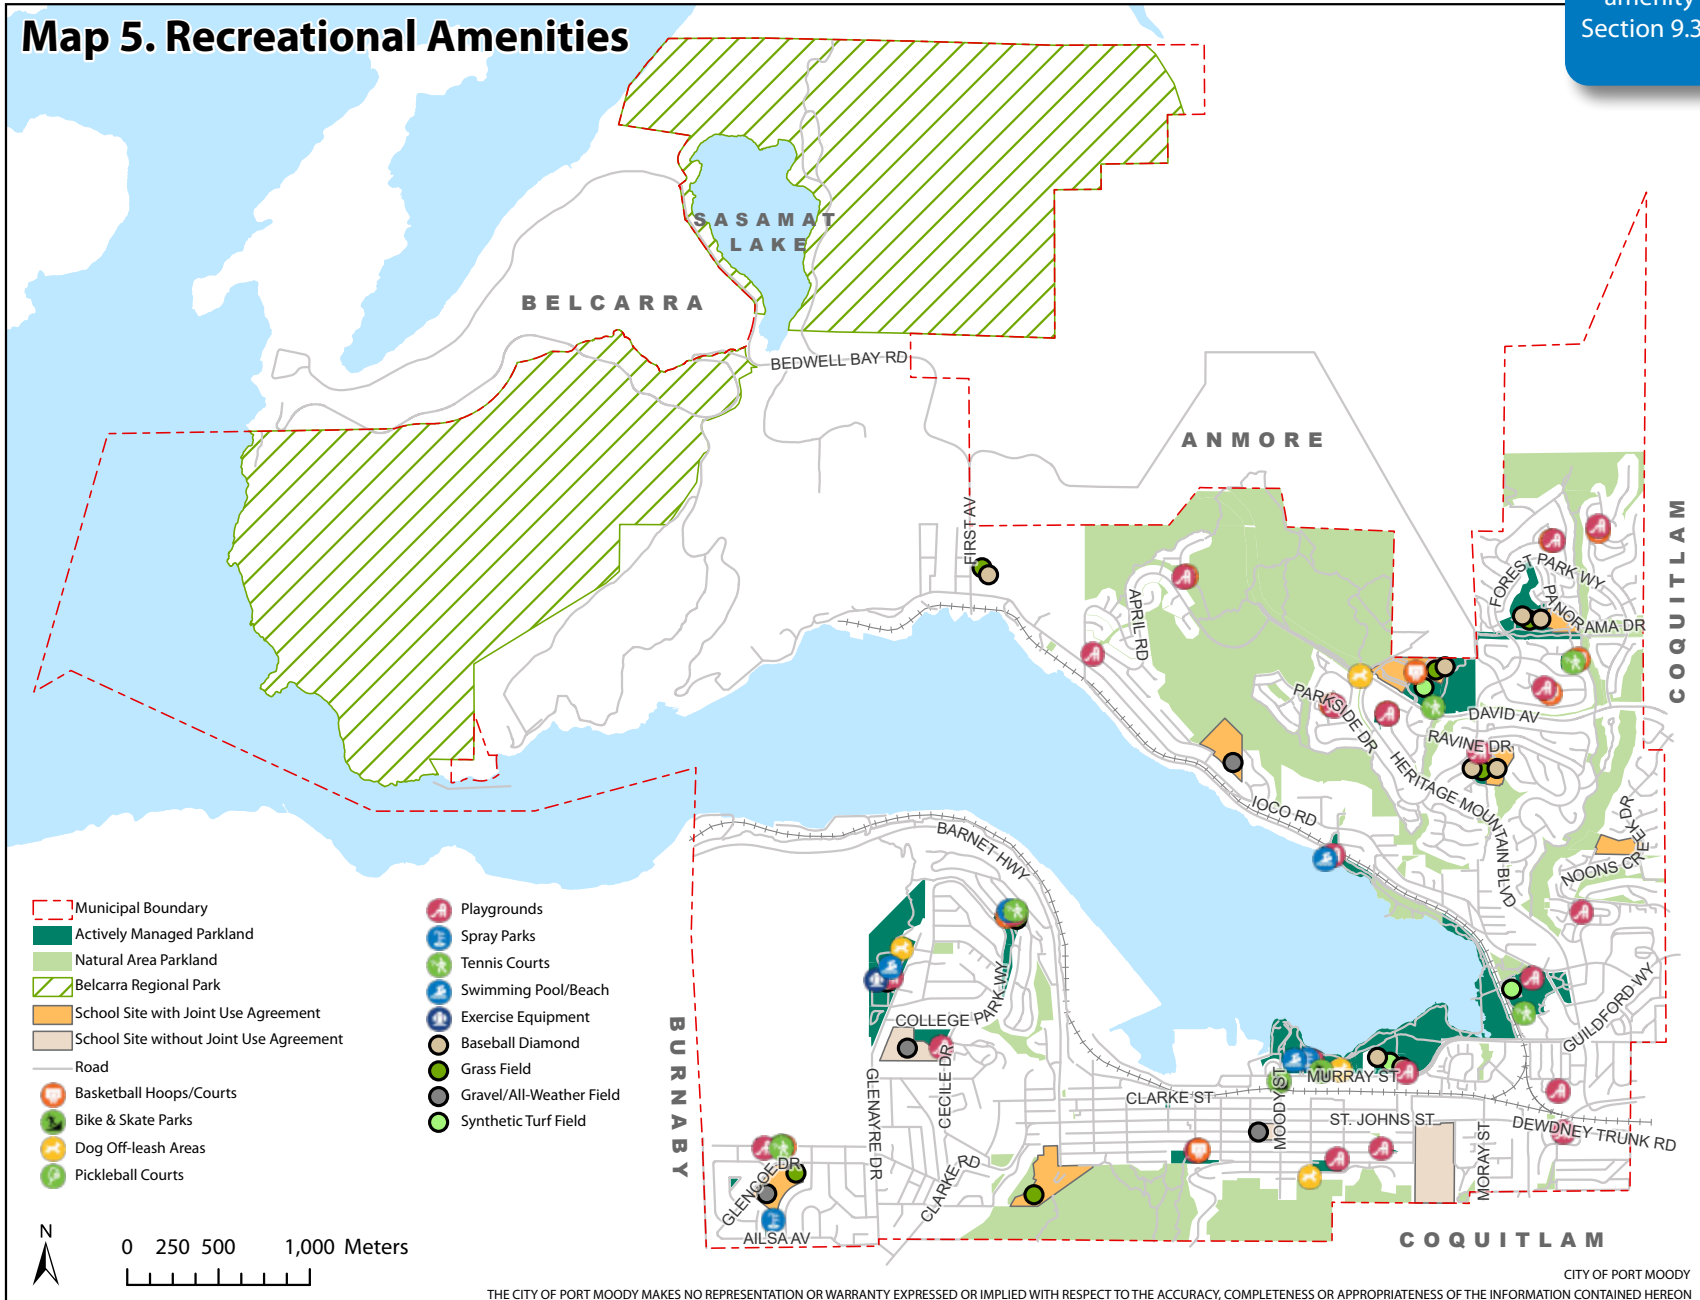 Map 5. Recreational Amenities
amenity
Section 9.3
SASAMAT
LAKE
BELCARRA
BEDWELL BAY RD
ANMORE
FIRST AV
APRIL RD
COQUITLAM
FOREST PARK WY
PANORAMA DR
PARKSIDE DR
DAVID AV
RAVINE DR
HERITAGE MOUNTAIN BLVD
IOCO RD
NOONS CREEK DR
BARNET HWY
GUILDFORD WY
COLLEGE PARK WY
CECILE DR
GLENAYRE DR
BURNABY
MURRAY ST
MOODY ST
CLARKE ST
ST. JOHNS ST
DEWDNEY TRUNK RD
MORAY ST
CLARKE RD
GLENCOE DR
AILSA AV
COQUITLAM
Municipal Boundary
Actively Managed Parkland
Natural Area Parkland
Belcarra Regional Park
School Site with Joint Use Agreement
School Site without Joint Use Agreement
Road
Basketball Hoops/Courts
Bike & Skate Parks
Dog Off-leash Areas
Pickleball Courts
Playgrounds
Spray Parks
Tennis Courts
Swimming Pool/Beach
Exercise Equipment
Baseball Diamond
Grass Field
Gravel/All-Weather Field
Synthetic Turf Field
N
0 250 500 1,000 Meters
CITY OF PORT MOODY
THE CITY OF PORT MOODY MAKES NO REPRESENTATION OR WARRANTY EXPRESSED OR IMPLIED WITH RESPECT TO THE ACCURACY, COMPLETENESS OR APPROPRIATENESS OF THE INFORMATION CONTAINED HEREON